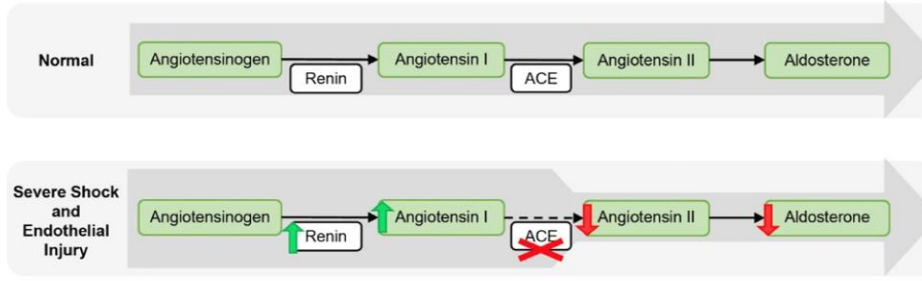 Normal
Angiotensinogen
Renin
Angiotensin I
ACE
Angiotensin II
Aldosterone
Severe Shock
and
Endothelial
Injury
Angiotensinogen
Renin
Angiotensin I
ACE
Angiotensin II
Aldosterone